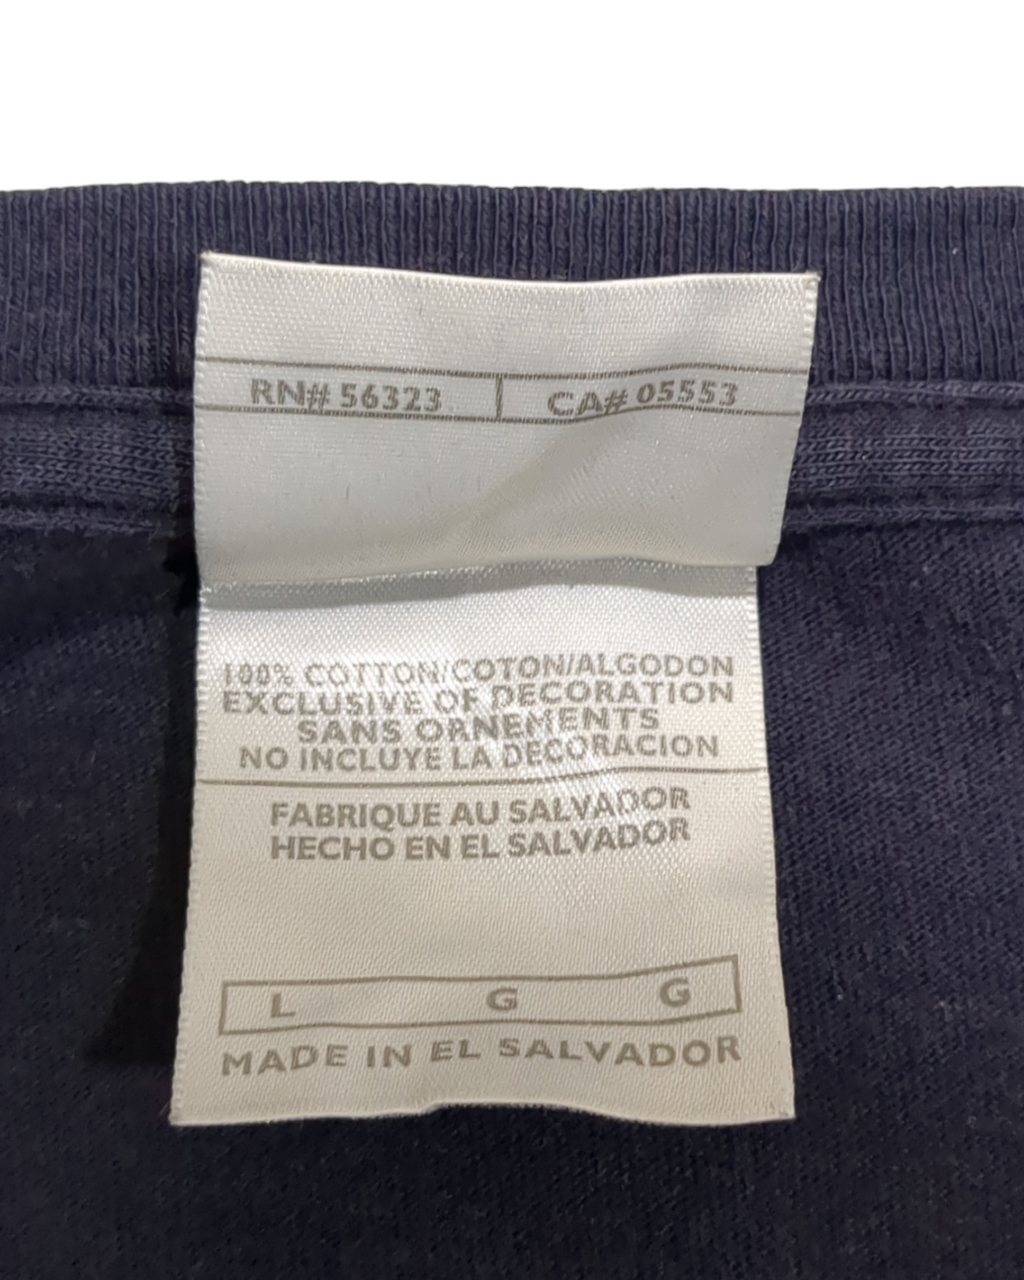 RN# 56323 CA# 05553
100% COTTON/COTON/ALGODON
EXCLUSIVE OF DECORATION
SANS ORNEMENTS
NO INCLUYE LA DECORACION
FABRIQUE AU SALVADOR
HECHO EN EL SALVADOR
L G G
MADE IN EL SALVADOR